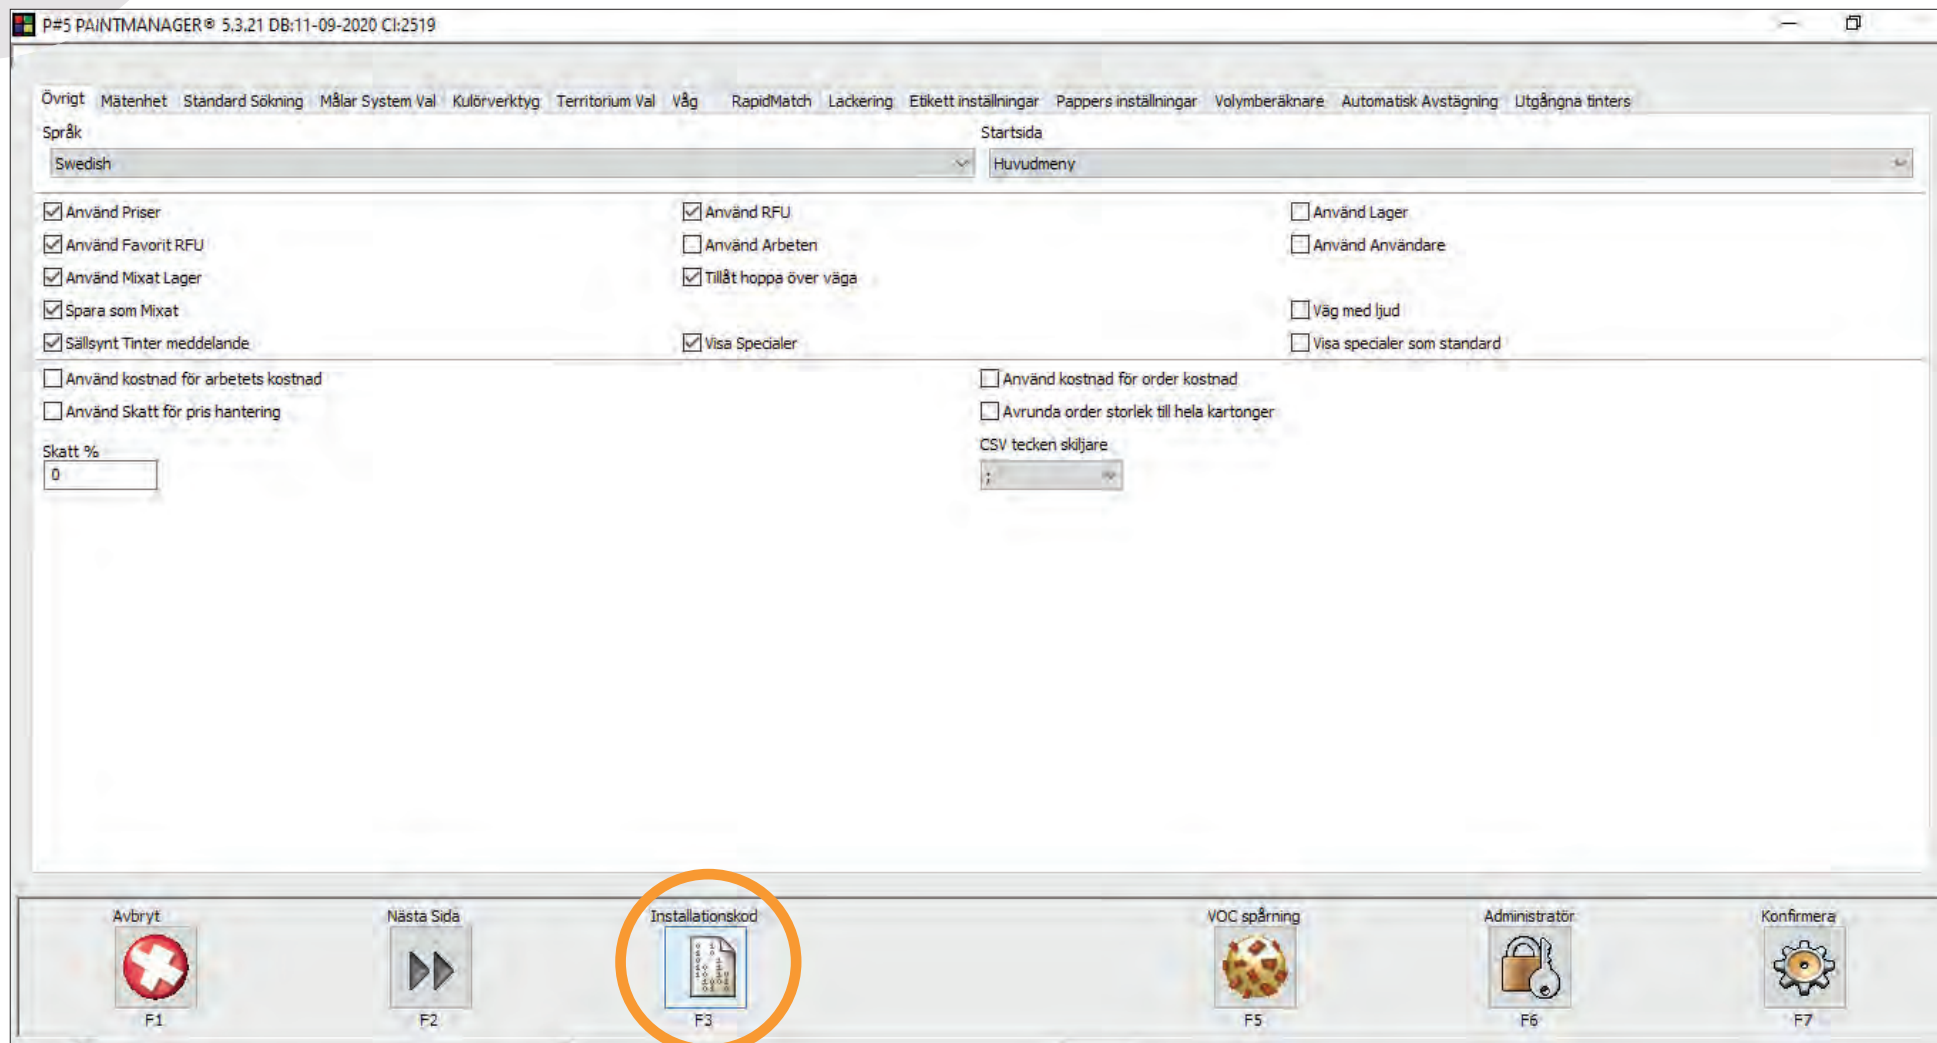 P#5 PAINTMANAGER® 5.3.21 DB:11-09-2020 CI:2519
Övrigt Mätenhet Standard Sökning Målar System Val Kulörverktyg Territorium Val Våg RapidMatch Lackering Etikett inställningar Pappers inställningar Volymberäknare Automatisk Avstägning Utgångna tinters
Språk Startsida
Swedish Huvudmeny
Använd Priser Använd RFU Använd Lager
Använd Favorit RFU Använd Arbeten Använd Användare
Använd Mixat Lager Tillåt hoppa över väga
Spara som Mixat Väg med ljud
Sällsynt Tinter meddelande Visa Specialer Visa specialer som standard
Använd kostnad för arbetets kostnad Använd kostnad för order kostnad
Använd Skatt för pris hantering Avrunda order storlek till hela kartonger
Skatt % CSV tecken skiljare
0 ;
Avbryt Nästa Sida Installationskod VOC spårning Administratör Konfirmera
F1 F2 F3 F5 F6 F7